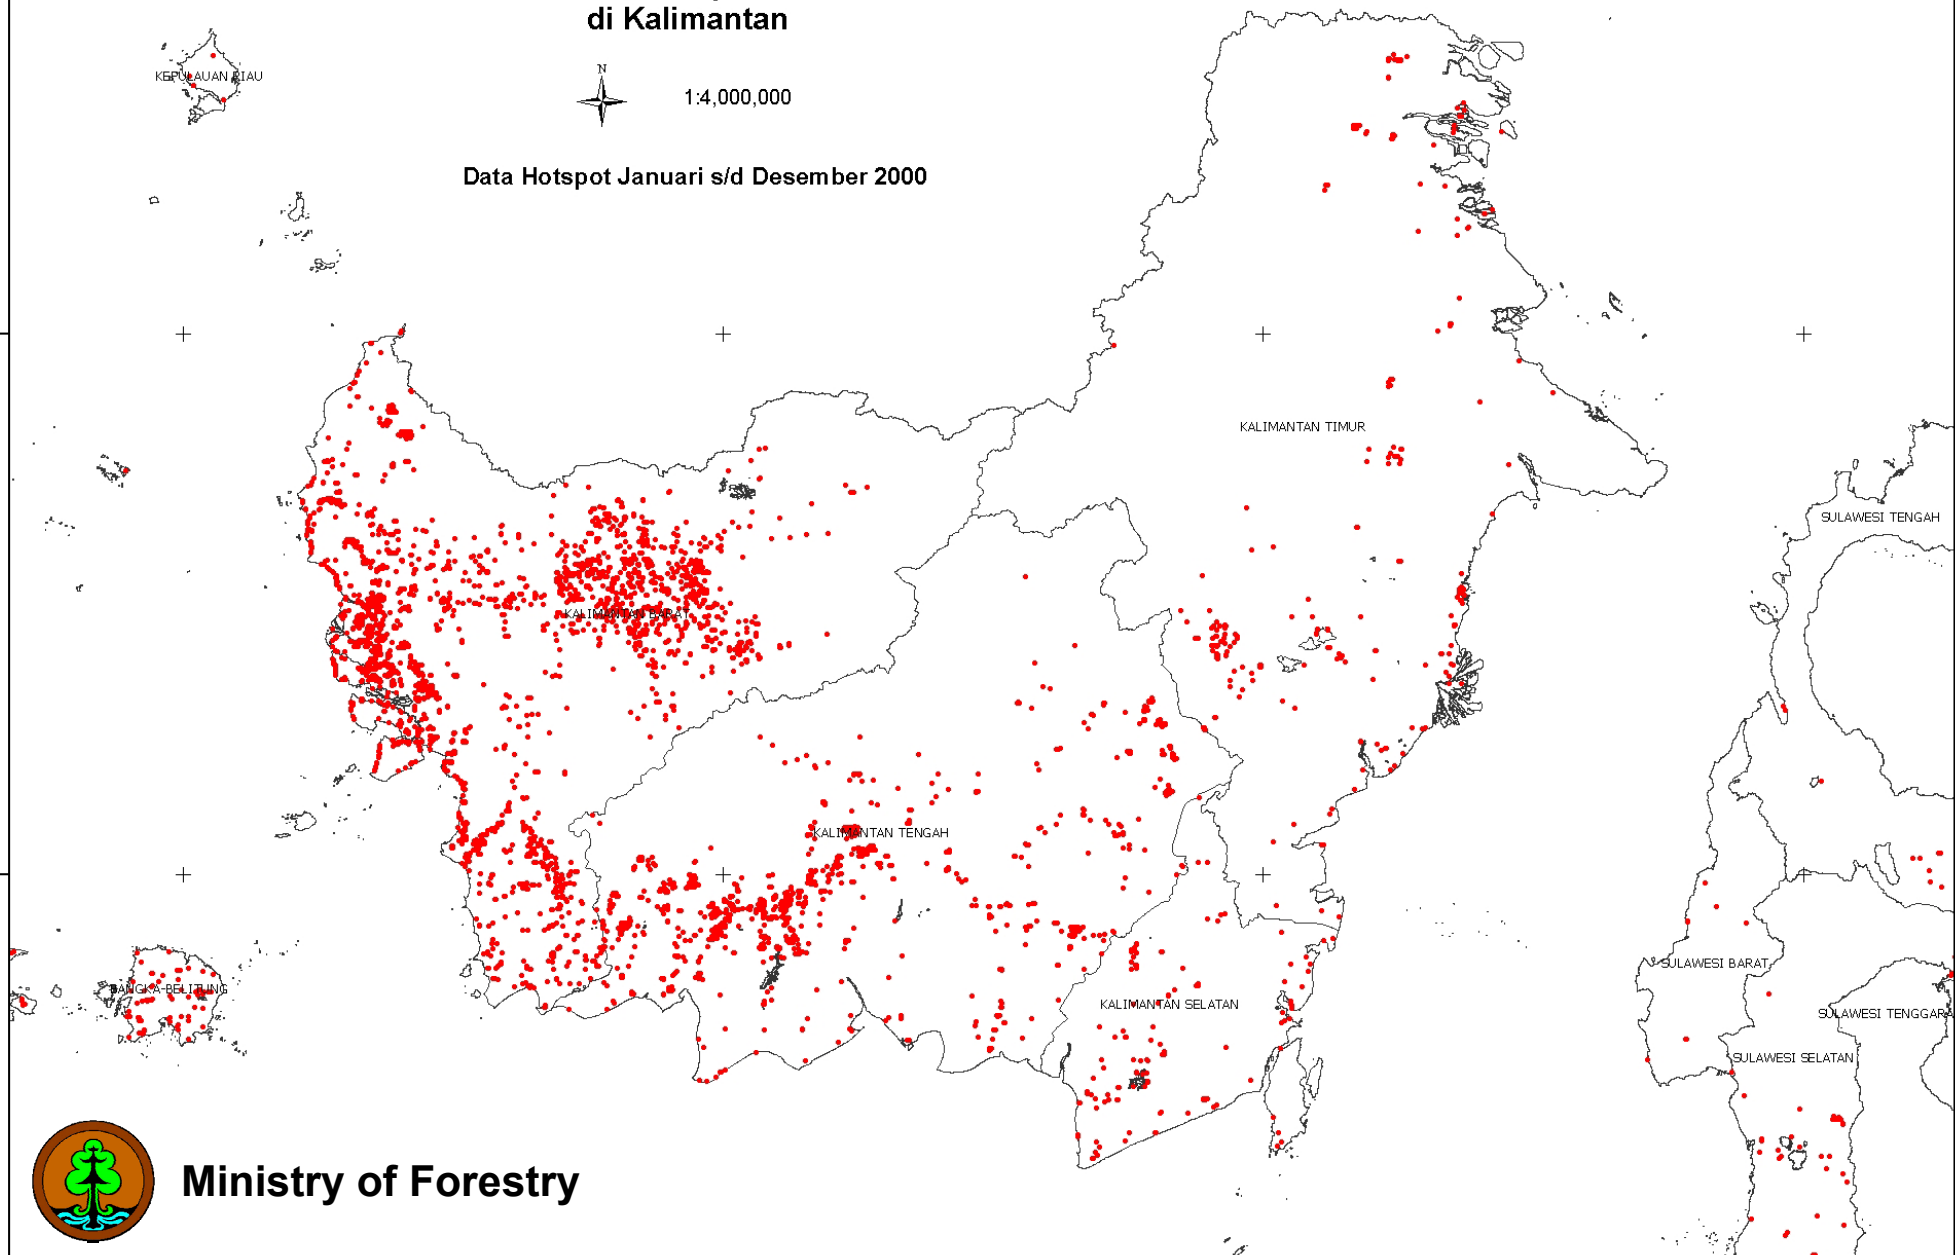 di Kalimantan
N
1:4,000,000
Data Hotspot Januari s/d Desember 2000
KEPULAUAN RIAU
KALIMANTAN TIMUR
SULAWESI TENGAH
KALIMANTAN BARAT
KALIMANTAN TENGAH
SULAWESI BARAT
BANGKA-BELITUNG
KALIMANTAN SELATAN
SULAWESI TENGGARA
SULAWESI SELATAN
Ministry of Forestry